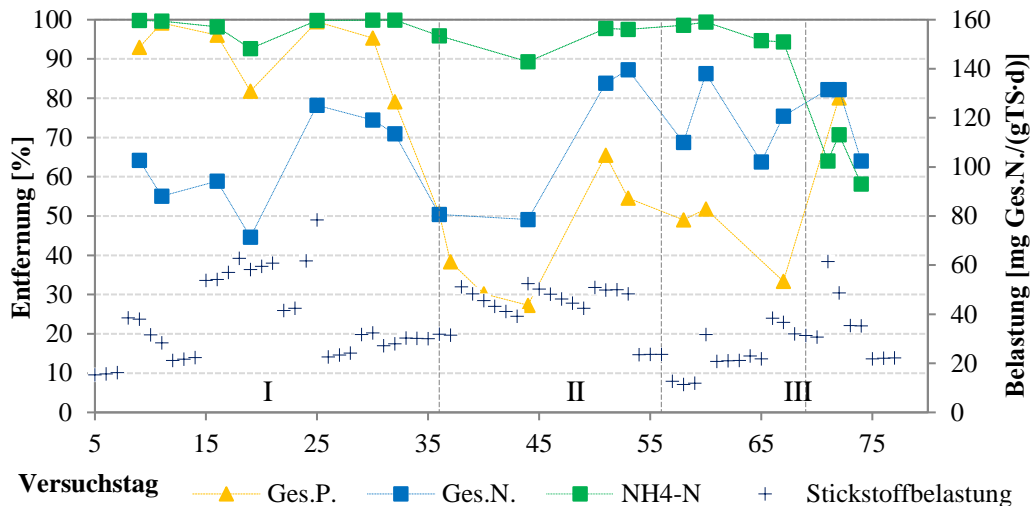 100
90
80
70
60
50
40
30
20
10
0
Entfernung [%]
160
140
120
100
80
60
40
20
0
Belastung [mg Ges.N./(gTS·d)]
I
II
III
5
15
25
35
45
55
65
75
Versuchstag
Ges.P.
Ges.N.
NH4-N
Stickstoffbelastung